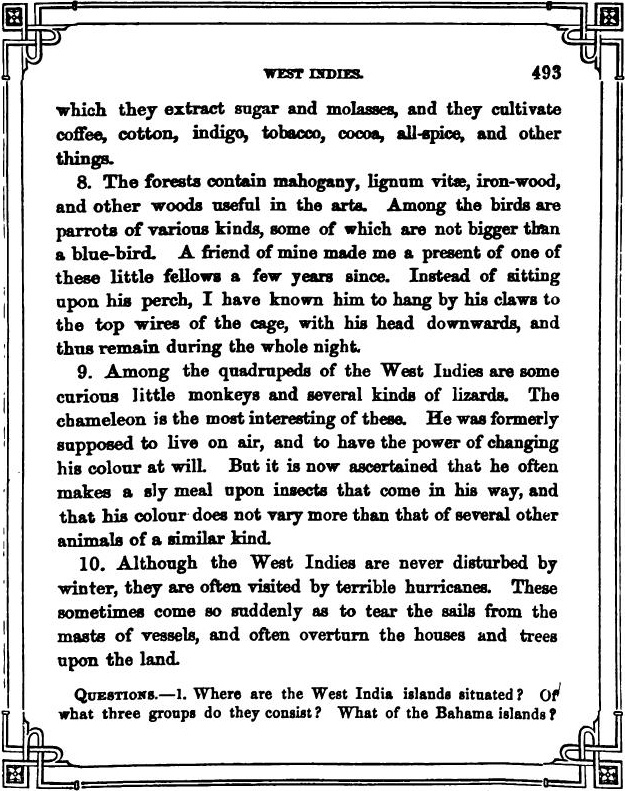 WEST INDIES. 493
which they extract sugar and molasses, and they cultivate
coffee, cotton, indigo, tobacco, cocoa, all-spice, and other
things.
8. The forests contain mahogany, lignum vitæ, iron-wood,
and other woods useful in the arts. Among the birds are
parrots of various kinds, some of which are not bigger than
a blue-bird. A friend of mine made me a present of one of
these little fellows a few years since. Instead of sitting
upon his perch, I have known him to hang by his claws to
the top wires of the cage, with his head downwards, and
thus remain during the whole night.
9. Among the quadrupeds of the West Indies are some
curious little monkeys and several kinds of lizards. The
chameleon is the most interesting of these. He was formerly
supposed to live on air, and to have the power of changing
his colour at will. But it is now ascertained that he often
makes a sly meal upon insects that come in his way, and
that his colour does not vary more than that of several other
animals of a similar kind.
10. Although the West Indies are never disturbed by
winter, they are often visited by terrible hurricanes. These
sometimes come so suddenly as to tear the sails from the
masts of vessels, and often overturn the houses and trees
upon the land.
QUESTIONS.—1. Where are the West India islands situated? Of
what three groups do they consist? What of the Bahama islands?